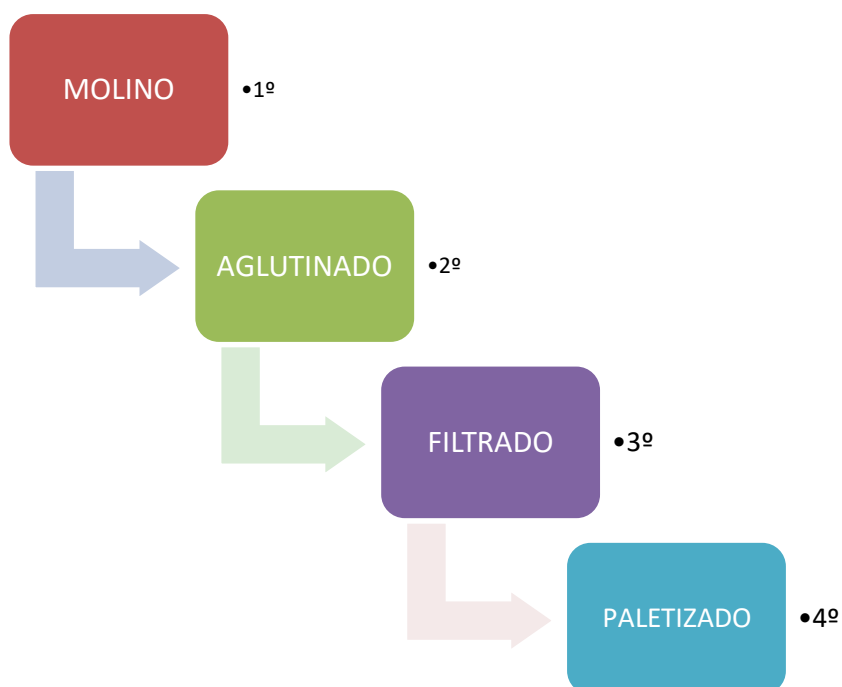 MOLINO
•1º
AGLUTINADO
•2º
FILTRADO
•3º
PALETIZADO
•4º